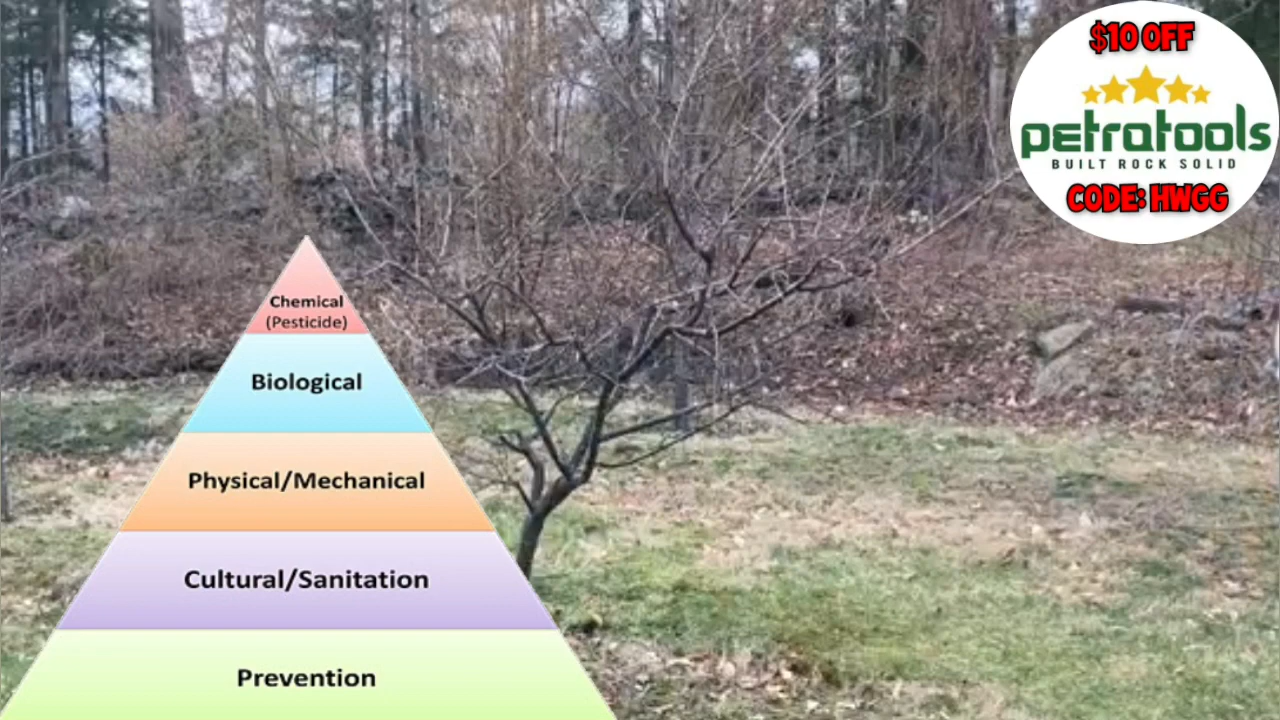 $10 OFF
petratools
BUILT ROCK SOLID
CODE: HWGG
Chemical
(Pesticide)
Biological
Physical/Mechanical
Cultural/Sanitation
Prevention